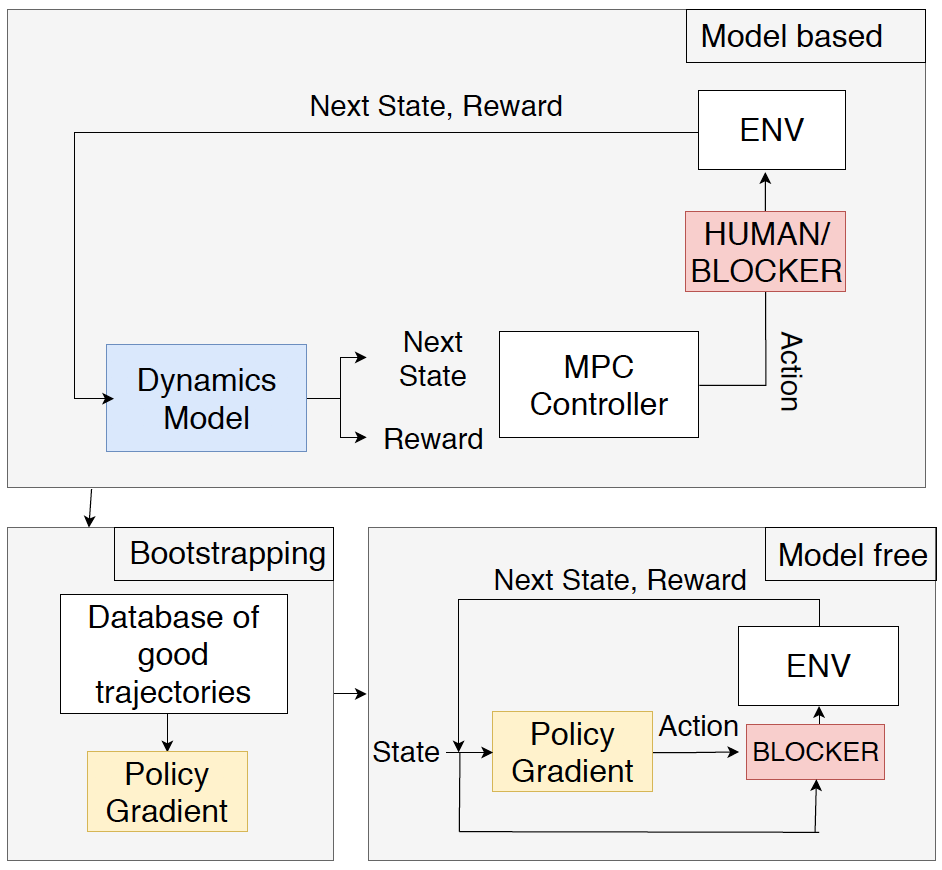 Model based
Next State, Reward
ENV
HUMAN/
BLOCKER
Action
Next
State
Reward
MPC
Controller
Dynamics
Model
Bootstrapping
Database of
good
trajectories
Policy
Gradient
Model free
Next State, Reward
ENV
State
Policy
Gradient
Action
BLOCKER